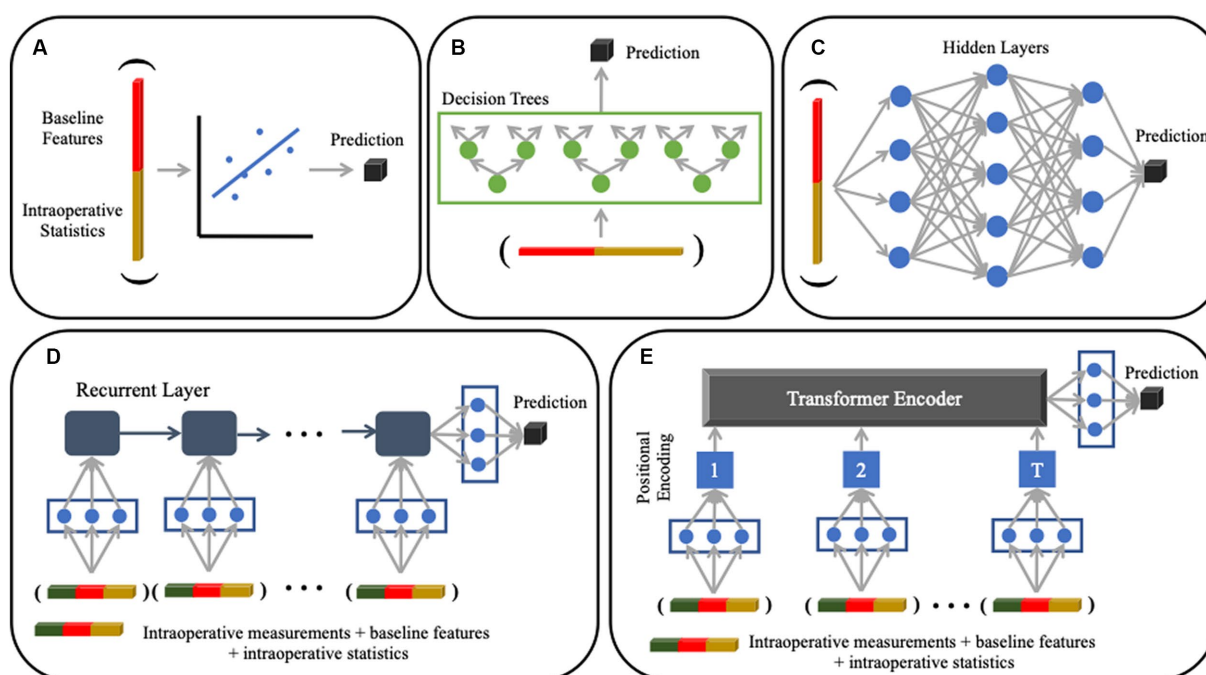 A
Baseline
Features
Intraoperative
Statistics
Prediction
B
Prediction
Decision Trees
C
Hidden Layers
Prediction
D
Recurrent Layer
Prediction
Intraoperative measurements + baseline features
+ intraoperative statistics
E
Transformer Encoder
Prediction
Positional
Encoding
1
2
T
Intraoperative measurements + baseline features
+ intraoperative statistics